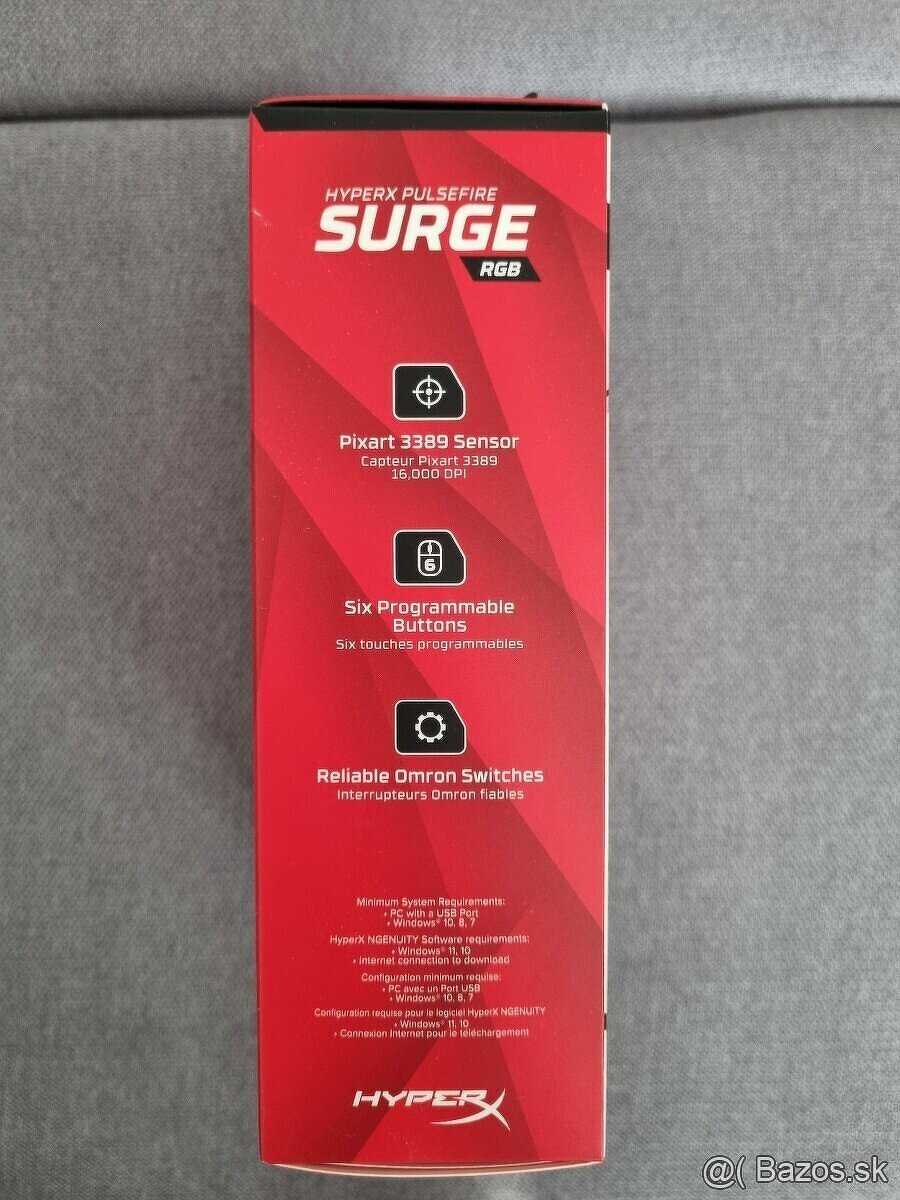 HYPERX PULSEFIRE
SURGE
RGB
Pixart 3389 Sensor
Capteur Pixart 3389
16,000 DPI
6
Six Programmable
Buttons
Six touches programmables
Reliable Omron Switches
Interrupteurs Omron fiables
Minimum System Requirements:
• PC with a USB Port
• Windows® 10, 8, 7
HyperX NGENUITY Software requirements:
• Windows® 11, 10
• Internet connection to download
Configuration minimum requise:
• PC avec un Port USB
• Windows® 10, 8, 7
Configuration requise pour le logiciel HyperX NGENUITY
• Windows® 11, 10
• Connexion Internet pour le téléchargement
HYPERX
@( Bazos.sk